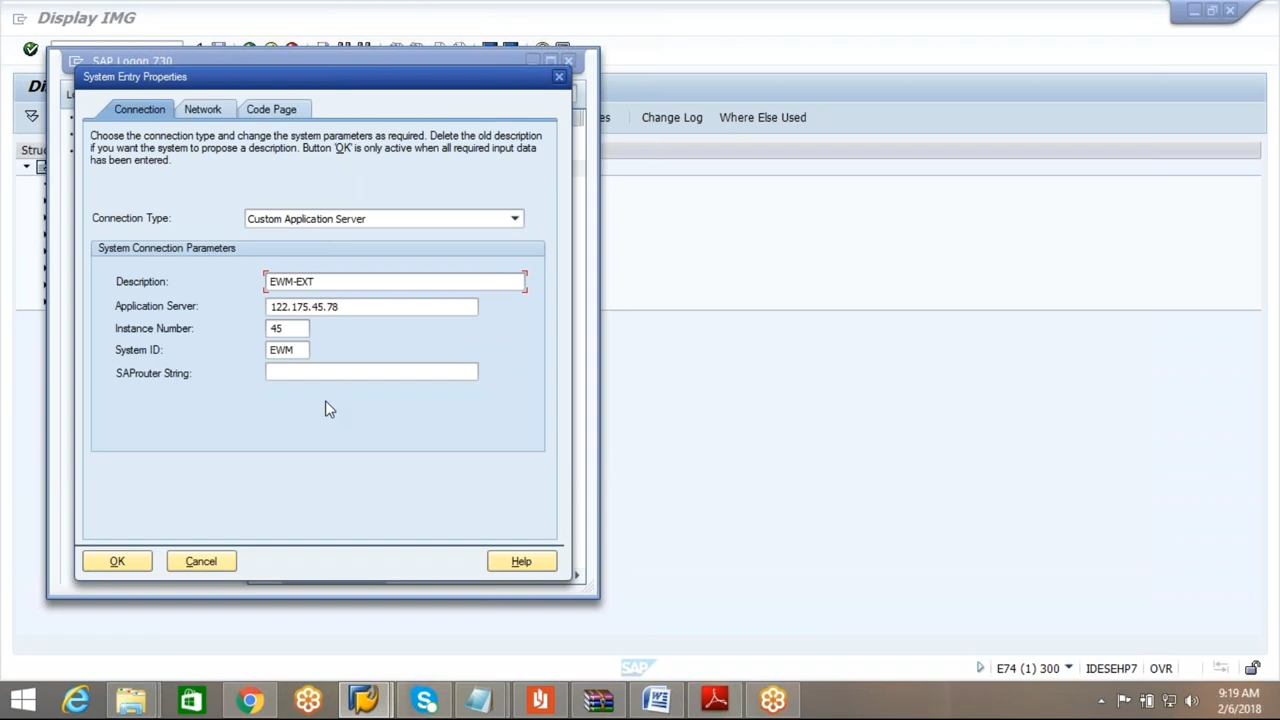 Display IMG
SAP Logon 730
System Entry Properties
Connection Network Code Page
Choose the connection type and change the system parameters as required. Delete the old description
if you want the system to propose a description. Button 'OK' is only active when all required input data
has been entered.
Change Log Where Else Used
Connection Type: Custom Application Server
System Connection Parameters
Description: EWM-EXT
Application Server: 122.175.45.78
Instance Number: 45
System ID: EWM
SAProuter String:
OK Cancel Help
SAP E74 (1) 300 IDESEHP7 OVR
9:19 AM
2/6/2018